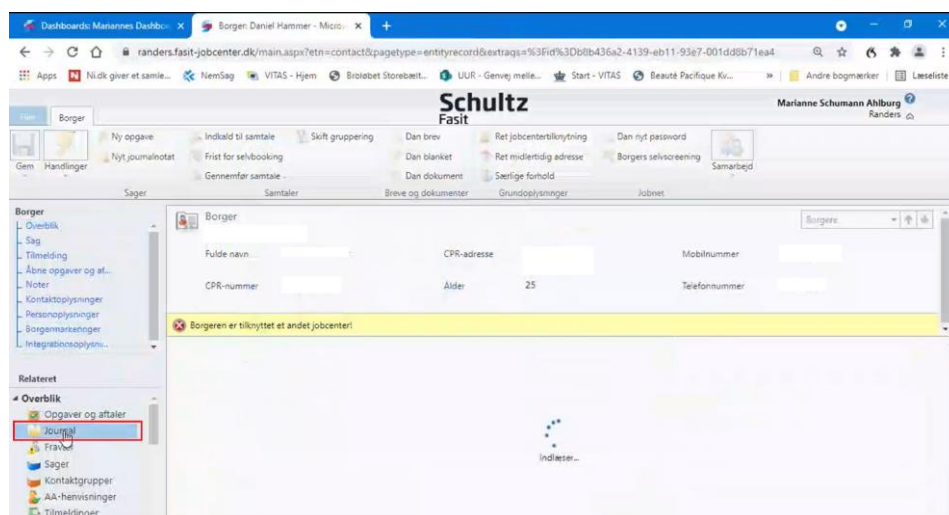 Dashboards: Mariannes Dashbo
Borger: Daniel Hammer - Micro
randers.fasit-jobcenter.dk/main.aspx?etn=contact&pagetype=entityrecord&extraqs=%3Fid%3Db8b436a2-4139-eb11-93e7-001dd8b71ea4
Apps
Ni.dk giver et samle...
NemSag
VITAS - Hjem
Brobløbet Storebælt...
UUR - Genvej melle...
Start - VITAS
Beauté Pacifique Kv...
»
Andre bogmærker
Læseliste
Schultz
Fasit
Marianne Schumann Ahlburg
Randers
Borger
Gem
Handlinger
Ny opgave
Nyt journalnotat
Sager
Indkald til samtale
Frist for selvbooking
Gennemfør samtale
Skift gruppering
Samtaler
Dan brev
Dan blanket
Dan dokument
Breve og dokumenter
Ret jobcentertilknytning
Ret midlertidig adresse
Særlige forhold
Grundoplysninger
Dan nyt password
Borgers selvscreening
Jobnet
Samarbejd
Borger
Overblik
Sag
Tilmelding
Åbne opgaver og af...
Noter
Kontaktoplysninger
Personoplysninger
Borgermarkeringer
Integrationsoplysni...
Relateret
Overblik
Opgaver og aftaler
Journal
Fravær
Sager
Kontaktgrupper
AA-henvisninger
Tilmeldinger
Borger
Borgere
Fulde navn
CPR-adresse
Mobilnummer
CPR-nummer
Alder
25
Telefonnummer
Borgeren er tilknyttet et andet jobcenter!
Indlæser...